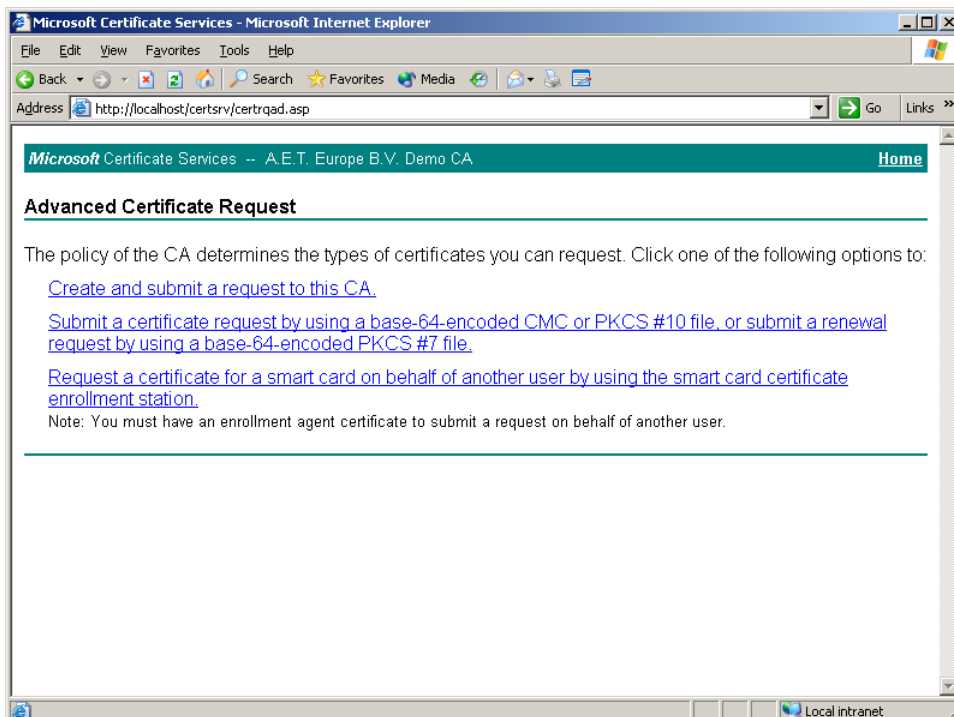 Microsoft Certificate Services - Microsoft Internet Explorer
File Edit View Favorites Tools Help
Back Search Favorites Media
Address http://localhost/certsrv/certrqad.asp Go Links »
Microsoft Certificate Services -- A.E.T. Europe B.V. Demo CA Home
Advanced Certificate Request
The policy of the CA determines the types of certificates you can request. Click one of the following options to:
Create and submit a request to this CA.
Submit a certificate request by using a base-64-encoded CMC or PKCS #10 file, or submit a renewal
request by using a base-64-encoded PKCS #7 file.
Request a certificate for a smart card on behalf of another user by using the smart card certificate
enrollment station.
Note: You must have an enrollment agent certificate to submit a request on behalf of another user.
Local intranet